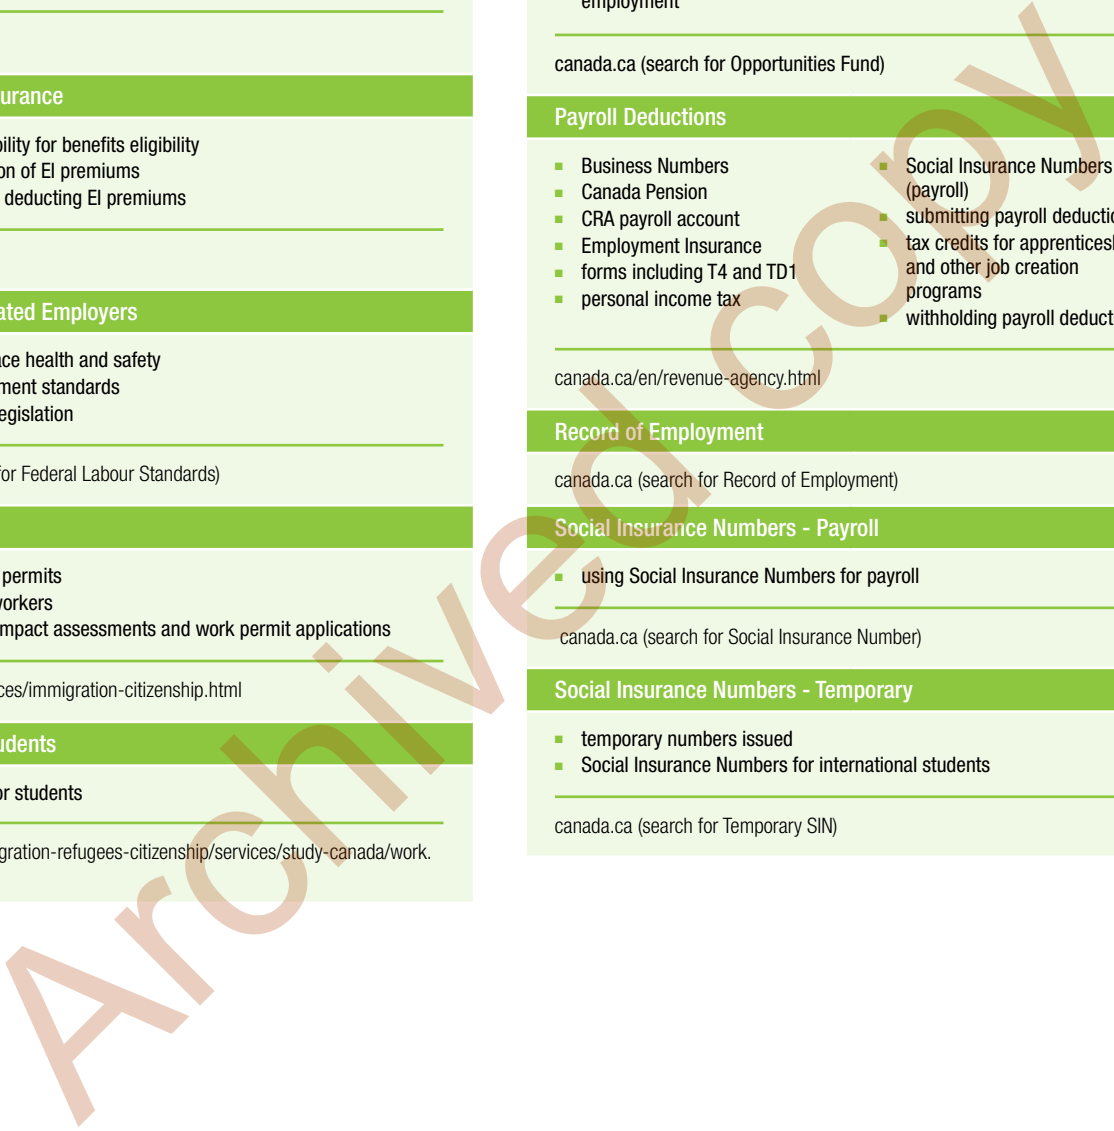 urance
bility for benefits eligibility
on of EI premiums
deducting EI premiums
ated Employers
ace health and safety
ment standards
egislation
for Federal Labour Standards)
permits
workers
mpact assessments and work permit applications
ces/immigration-citizenship.html
udents
or students
gration-refugees-citizenship/services/study-canada/work.
employment
canada.ca (search for Opportunities Fund)
Payroll Deductions
Business Numbers
Canada Pension
CRA payroll account
Employment Insurance
forms including T4 and TD1
personal income tax
Social Insurance Numbers
(payroll)
submitting payroll deductio
tax credits for apprentices
and other job creation
programs
withholding payroll deduct
canada.ca/en/revenue-agency.html
Record of Employment
canada.ca (search for Record of Employment)
Social Insurance Numbers - Payroll
using Social Insurance Numbers for payroll
canada.ca (search for Social Insurance Number)
Social Insurance Numbers - Temporary
temporary numbers issued
Social Insurance Numbers for international students
canada.ca (search for Temporary SIN)
Archived copy